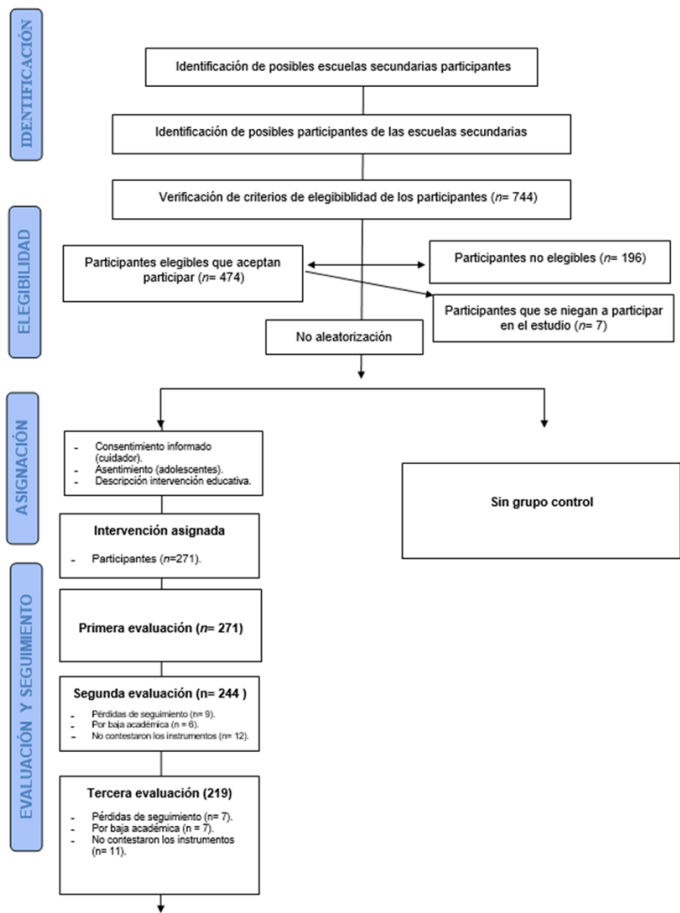 IDENTIFICACIÓN
Identificación de posibles escuelas secundarias participantes
Identificación de posibles participantes de las escuelas secundarias
Verificación de criterios de elegibiblidad de los participantes (n= 744)
ELEGIBILIDAD
Participantes elegibles que aceptan
participar (n= 474)
Participantes no elegibles (n= 196)
Participantes que se niegan a participar
en el estudio (n= 7)
No aleatorización
ASIGNACIÓN
- Consentimiento informado
(cuidador).
- Asentimiento (adolescentes).
- Descripción intervención educativa.
Sin grupo control
Intervención asignada
- Participantes (n=271).
EVALUACIÓN Y SEGUIMIENTO
Primera evaluación (n= 271)
Segunda evaluación (n= 244 )
- Pérdidas de seguimiento (n= 9).
- Por baja académica (n = 6).
- No contestaron los instrumentos (n= 12).
Tercera evaluación (219)
- Pérdidas de seguimiento (n= 7).
- Por baja académica (n = 7).
- No contestaron los instrumentos
(n= 11).